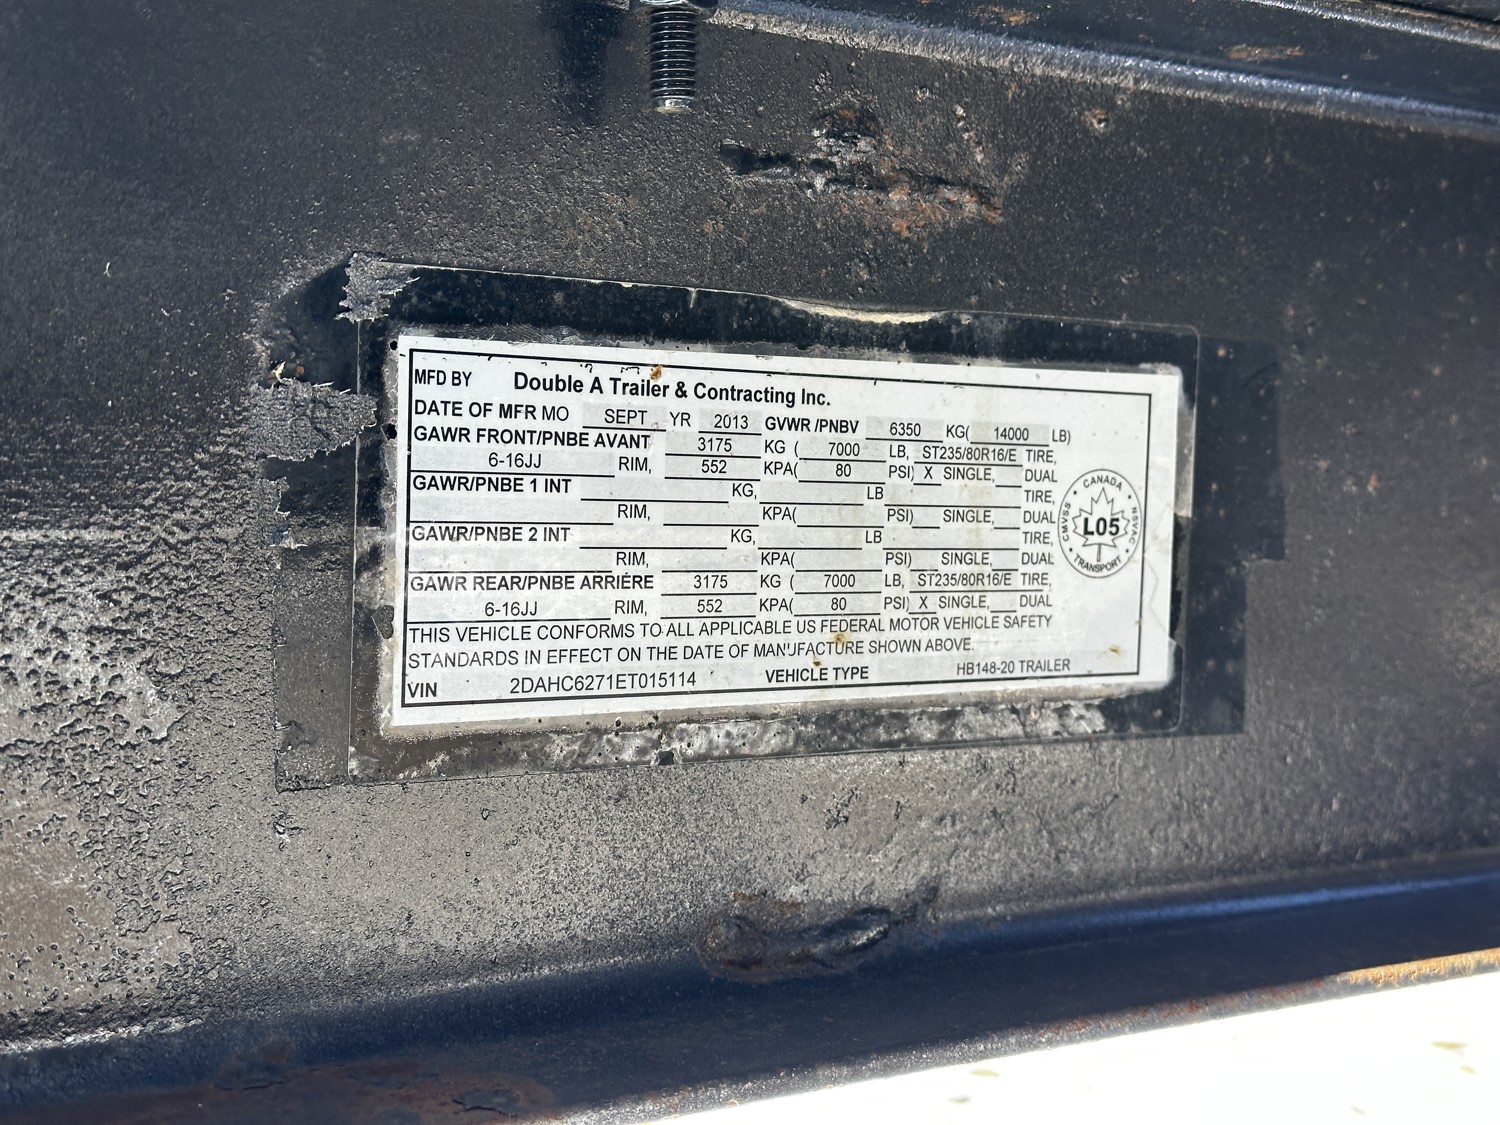 MFD BY Double A Trailer & Contracting Inc.
DATE OF MFR MO SEPT YR 2013 GVWR /PNBV 6350 KG( 14000 LB)
GAWR FRONT/PNBE AVANT 3175 KG ( 7000 LB, ST235/80R16/E TIRE,
6-16JJ RIM, 552 KPA( 80 PSI) X SINGLE, DUAL
GAWR/PNBE 1 INT KG, LB TIRE,
RIM, KPA( PSI) SINGLE, DUAL
GAWR/PNBE 2 INT KG, LB TIRE,
RIM, KPA( PSI) SINGLE, DUAL
GAWR REAR/PNBE ARRIÈRE 3175 KG ( 7000 LB, ST235/80R16/E TIRE,
6-16JJ RIM, 552 KPA( 80 PSI) X SINGLE, DUAL
THIS VEHICLE CONFORMS TO ALL APPLICABLE US FEDERAL MOTOR VEHICLE SAFETY
STANDARDS IN EFFECT ON THE DATE OF MANUFACTURE SHOWN ABOVE.
VIN 2DAHC6271ET015114 VEHICLE TYPE HB148-20 TRAILER
CANADA
CMVSS L05 NSVAC
TRANSPORT